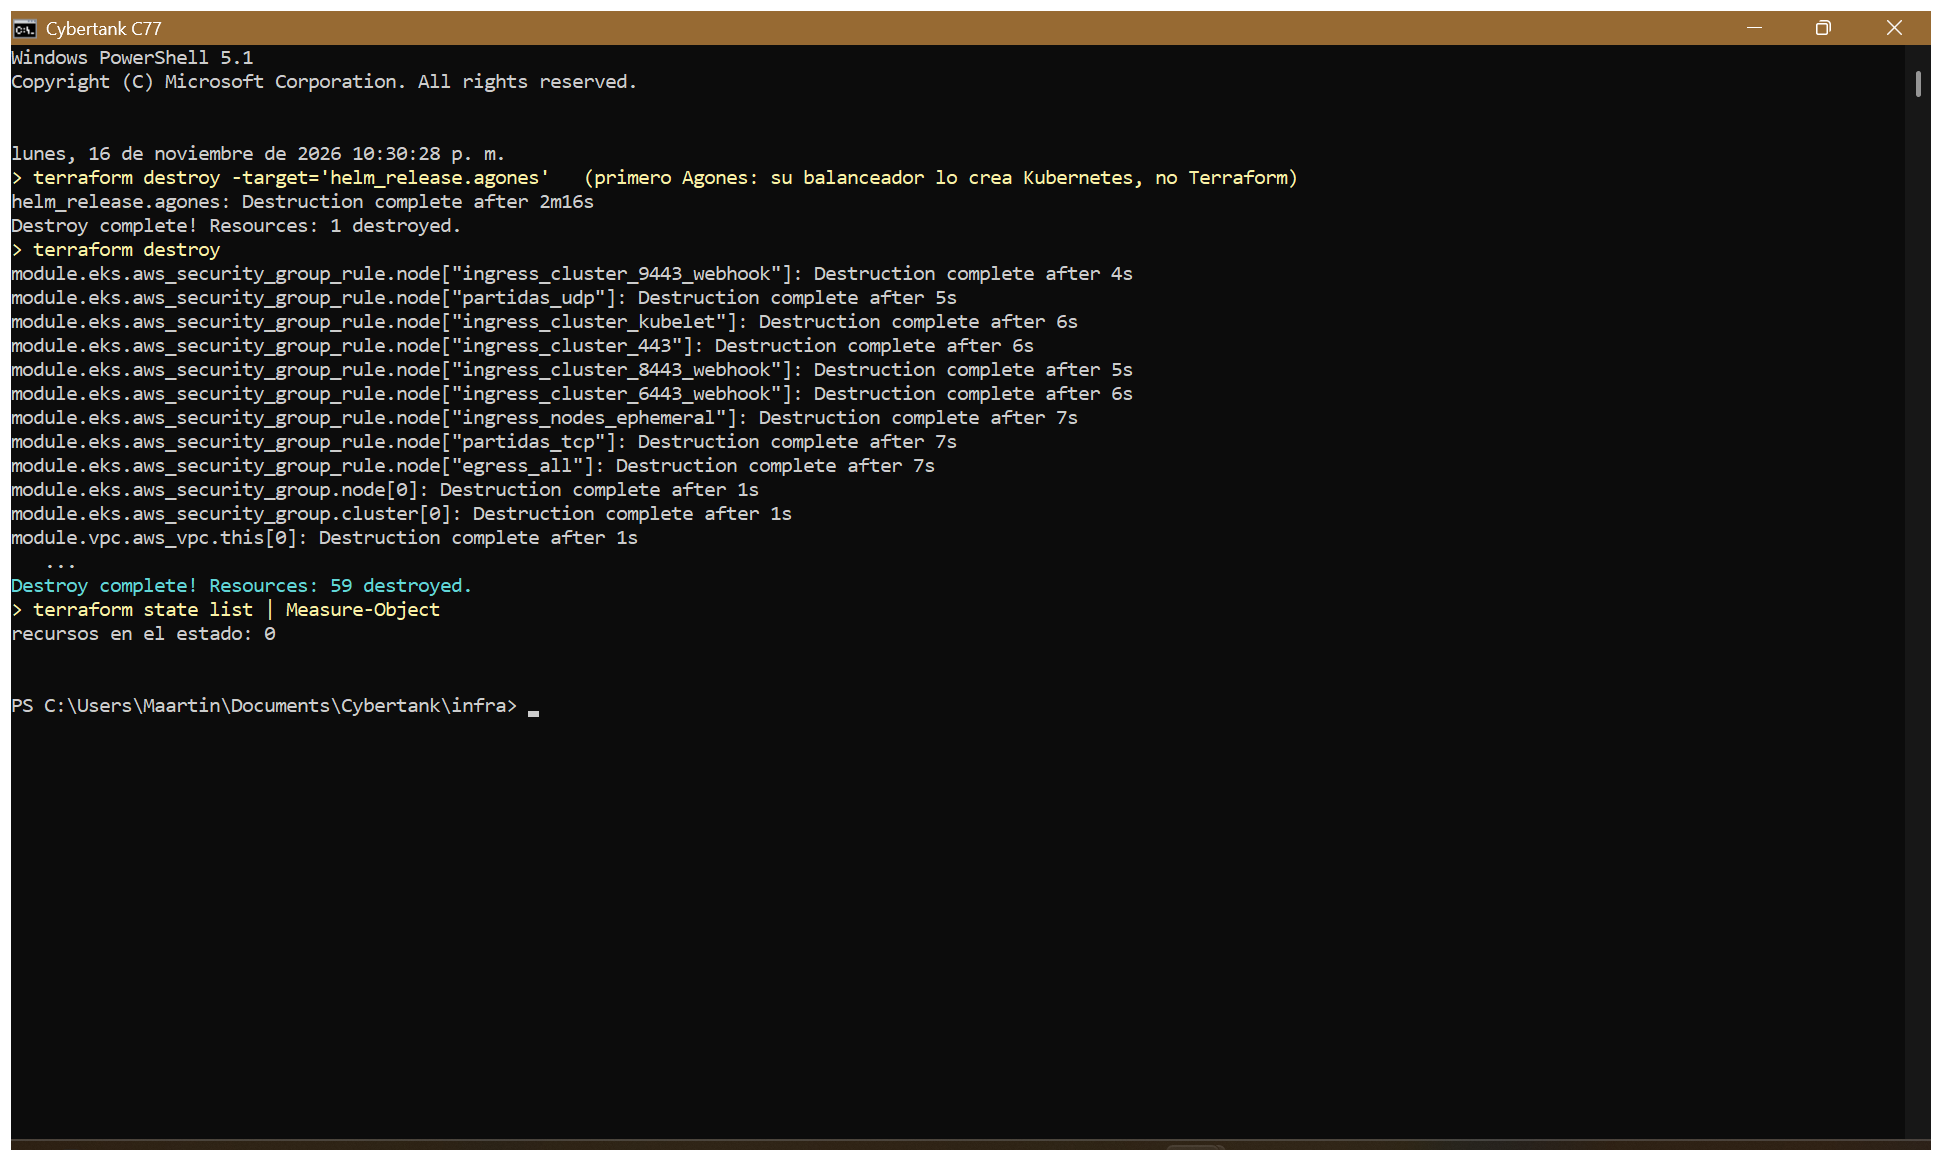 Cybertank C77
Windows PowerShell 5.1
Copyright (C) Microsoft Corporation. All rights reserved.
lunes, 16 de noviembre de 2026 10:30:28 p. m.
> terraform destroy -target='helm_release.agones'   (primero Agones: su balanceador lo crea Kubernetes, no Terraform)
helm_release.agones: Destruction complete after 2m16s
Destroy complete! Resources: 1 destroyed.
> terraform destroy
module.eks.aws_security_group_rule.node["ingress_cluster_9443_webhook"]: Destruction complete after 4s
module.eks.aws_security_group_rule.node["partidas_udp"]: Destruction complete after 5s
module.eks.aws_security_group_rule.node["ingress_cluster_kubelet"]: Destruction complete after 6s
module.eks.aws_security_group_rule.node["ingress_cluster_443"]: Destruction complete after 6s
module.eks.aws_security_group_rule.node["ingress_cluster_8443_webhook"]: Destruction complete after 5s
module.eks.aws_security_group_rule.node["ingress_cluster_6443_webhook"]: Destruction complete after 6s
module.eks.aws_security_group_rule.node["ingress_nodes_ephemeral"]: Destruction complete after 7s
module.eks.aws_security_group_rule.node["partidas_tcp"]: Destruction complete after 7s
module.eks.aws_security_group_rule.node["egress_all"]: Destruction complete after 7s
module.eks.aws_security_group.node[0]: Destruction complete after 1s
module.eks.aws_security_group.cluster[0]: Destruction complete after 1s
module.vpc.aws_vpc.this[0]: Destruction complete after 1s
...
Destroy complete! Resources: 59 destroyed.
> terraform state list | Measure-Object
recursos en el estado: 0
PS C:\Users\Maartin\Documents\Cybertank\infra>